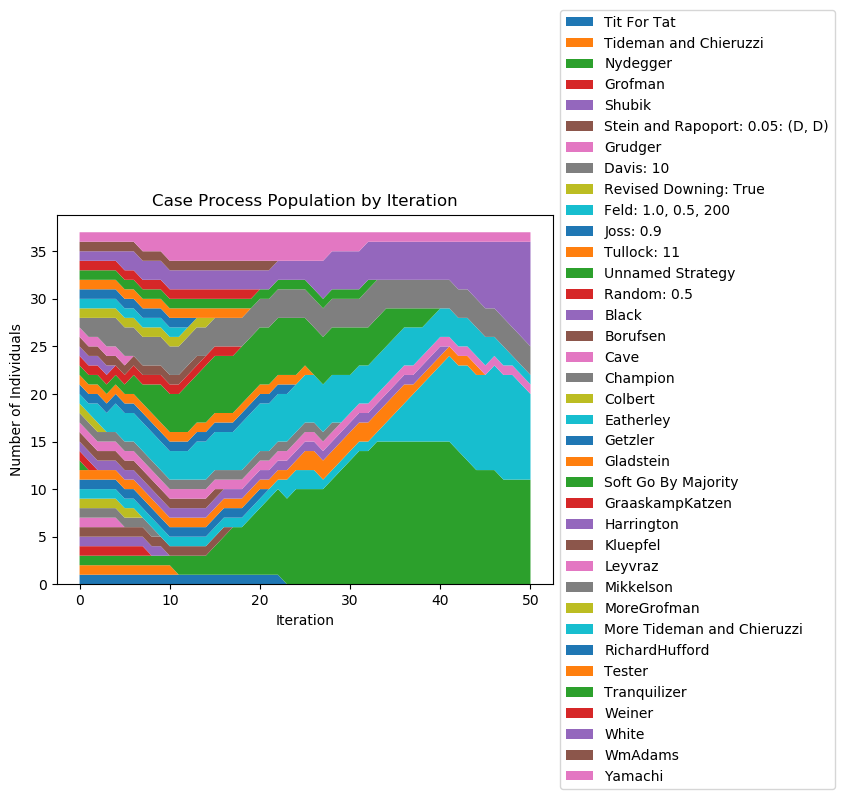 Case Process Population by Iteration
Number of Individuals
35
30
25
20
15
10
5
0
0 10 20 30 40 50
Iteration
Tit For Tat
Tideman and Chieruzzi
Nydegger
Grofman
Shubik
Stein and Rapoport: 0.05: (D, D)
Grudger
Davis: 10
Revised Downing: True
Feld: 1.0, 0.5, 200
Joss: 0.9
Tullock: 11
Unnamed Strategy
Random: 0.5
Black
Borufsen
Cave
Champion
Colbert
Eatherley
Getzler
Gladstein
Soft Go By Majority
GraaskampKatzen
Harrington
Kluepfel
Leyvraz
Mikkelson
MoreGrofman
More Tideman and Chieruzzi
RichardHufford
Tester
Tranquilizer
Weiner
White
WmAdams
Yamachi